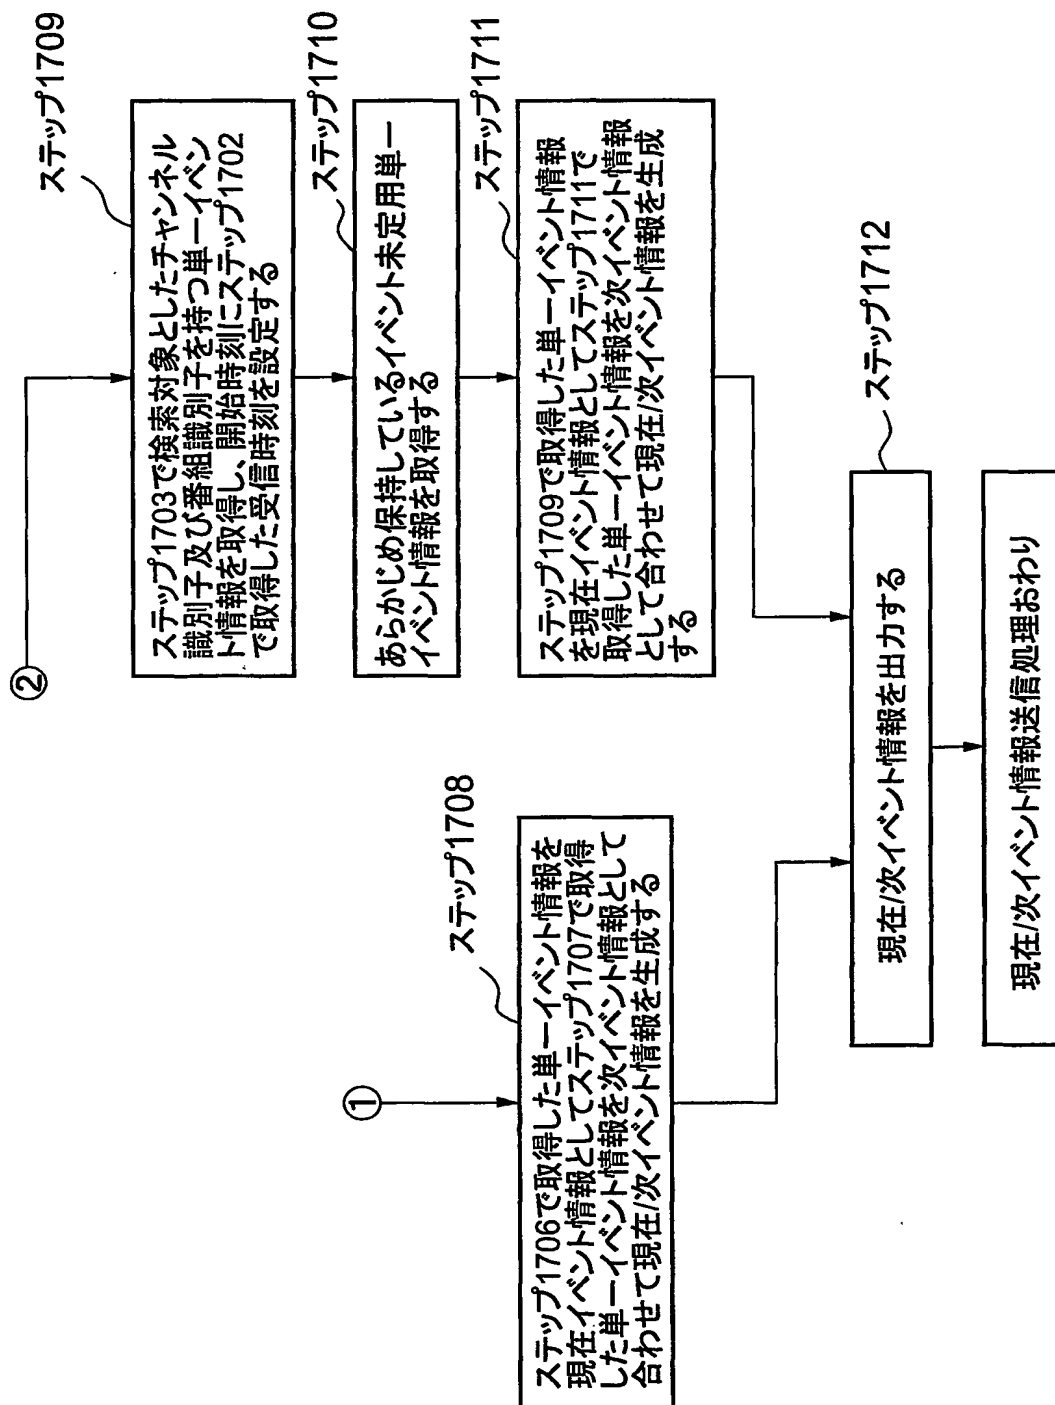 ②
ステップ1709
ステップ1703で検索対象としたチャンネル
識別子及び番組識別子を持つ単一イベン
ト情報を取得し、開始時刻にステップ1702
で取得した受信時刻を設定する
ステップ1710
あらかじめ保持しているイベント未定用単一
イベント情報を取得する
ステップ1711
ステップ1709で取得した単一イベント情報
を現在イベント情報としてステップ1711で
取得した単一イベント情報を次イベント情報
として合わせて現在/次イベント情報を生成
する
①
ステップ1708
ステップ1706で取得した単一イベント情報を
現在イベント情報としてステップ1707で取得
した単一イベント情報を次イベント情報として
合わせて現在/次イベント情報を生成する
ステップ1712
現在/次イベント情報を出力する
現在/次イベント情報送信処理おわり